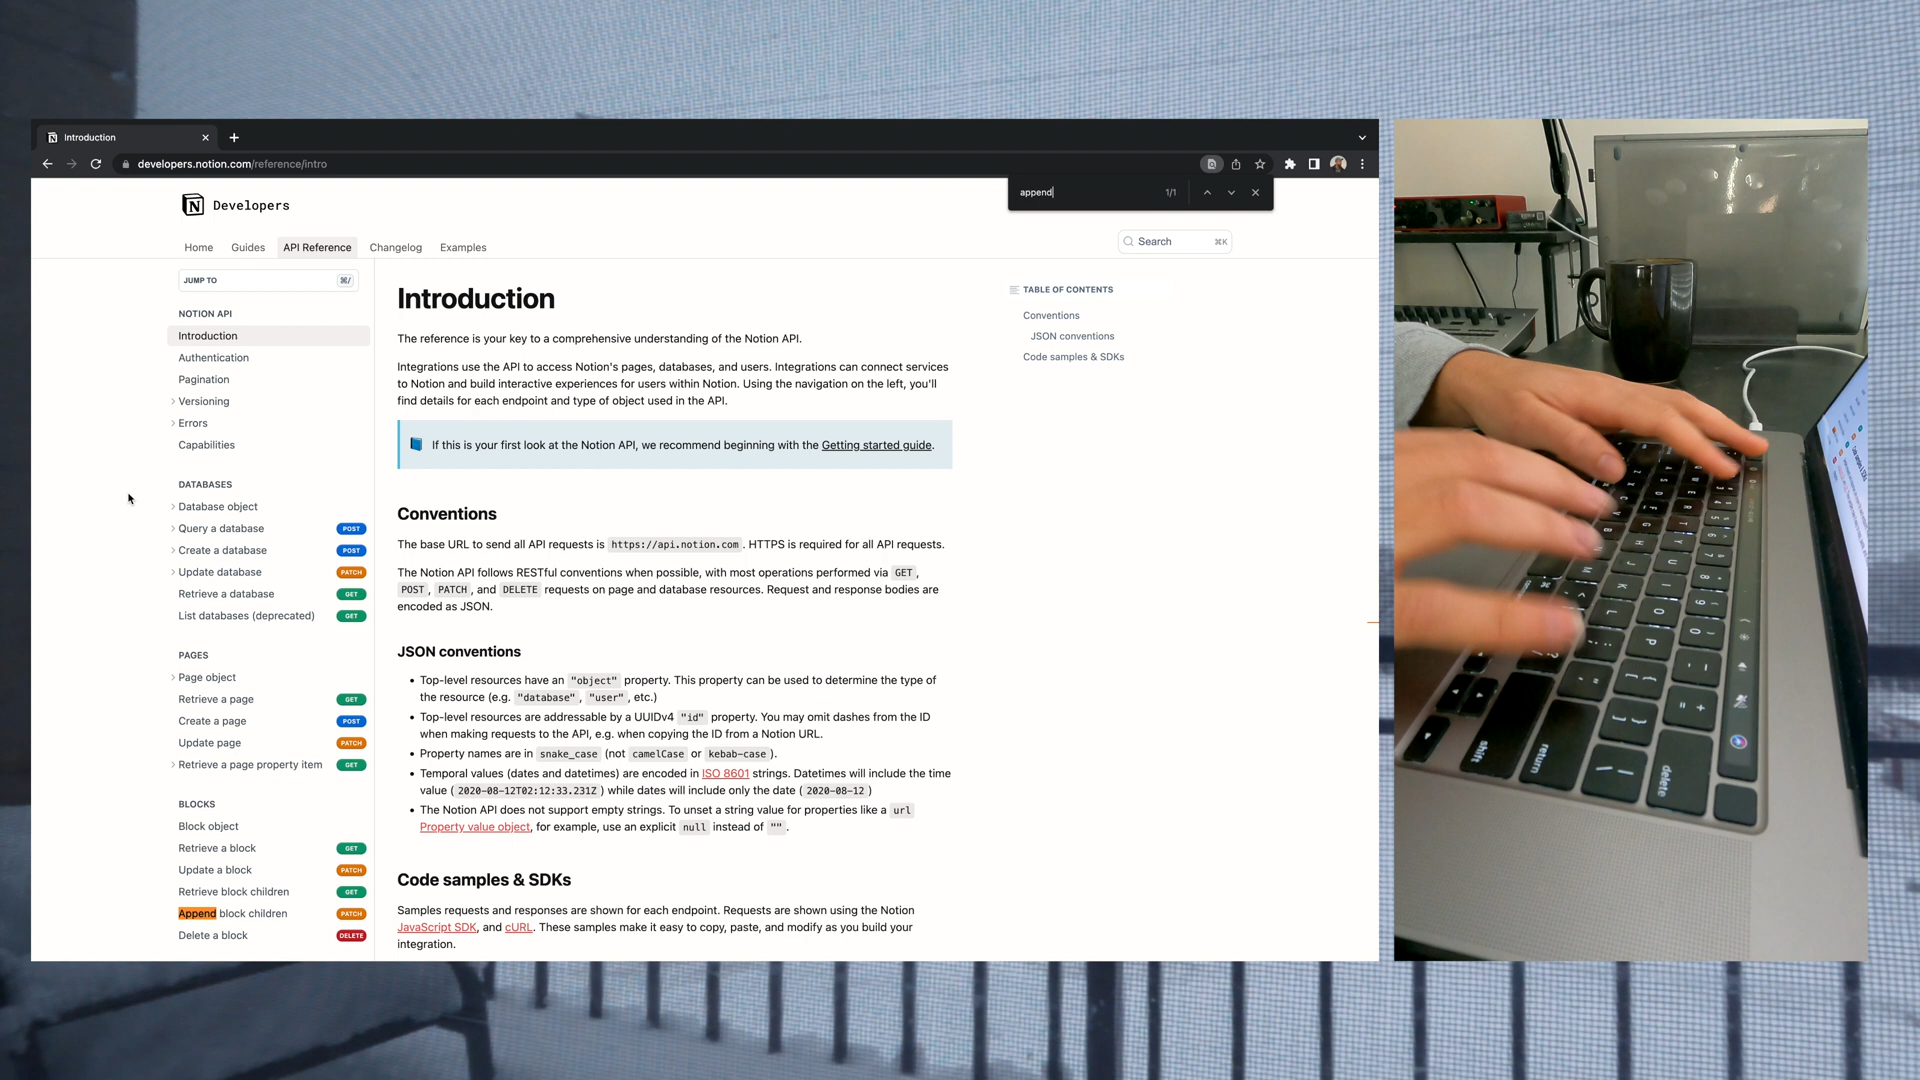 Introduction
developers.notion.com/reference/intro
append
1/1
Developers
Home
Guides
API Reference
Changelog
Examples
Search
⌘K
JUMP TO
⌘/
NOTION API
Introduction
Authentication
Pagination
Versioning
Errors
Capabilities
DATABASES
Database object
Query a database POST
Create a database POST
Update database PATCH
Retrieve a database GET
List databases (deprecated) GET
PAGES
Page object
Retrieve a page GET
Create a page POST
Update page PATCH
Retrieve a page property item GET
BLOCKS
Block object
Retrieve a block GET
Update a block PATCH
Retrieve block children GET
Append block children PATCH
Delete a block DELETE
Introduction
The reference is your key to a comprehensive understanding of the Notion API.
Integrations use the API to access Notion's pages, databases, and users. Integrations can connect services
to Notion and build interactive experiences for users within Notion. Using the navigation on the left, you'll
find details for each endpoint and type of object used in the API.
If this is your first look at the Notion API, we recommend beginning with the Getting started guide.
Conventions
The base URL to send all API requests is https://api.notion.com. HTTPS is required for all API requests.
The Notion API follows RESTful conventions when possible, with most operations performed via GET,
POST, PATCH, and DELETE requests on page and database resources. Request and response bodies are
encoded as JSON.
JSON conventions
• Top-level resources have an "object" property. This property can be used to determine the type of
the resource (e.g. "database", "user", etc.)
• Top-level resources are addressable by a UUIDv4 "id" property. You may omit dashes from the ID
when making requests to the API, e.g. when copying the ID from a Notion URL.
• Property names are in snake_case (not camelCase or kebab-case).
• Temporal values (dates and datetimes) are encoded in ISO 8601 strings. Datetimes will include the time
value (2020-08-12T02:12:33.231Z) while dates will include only the date (2020-08-12)
• The Notion API does not support empty strings. To unset a string value for properties like a url
Property value object, for example, use an explicit null instead of "".
Code samples & SDKs
Samples requests and responses are shown for each endpoint. Requests are shown using the Notion
JavaScript SDK, and cURL. These samples make it easy to copy, paste, and modify as you build your
integration.
TABLE OF CONTENTS
Conventions
JSON conventions
Code samples & SDKs
shift
return
delete